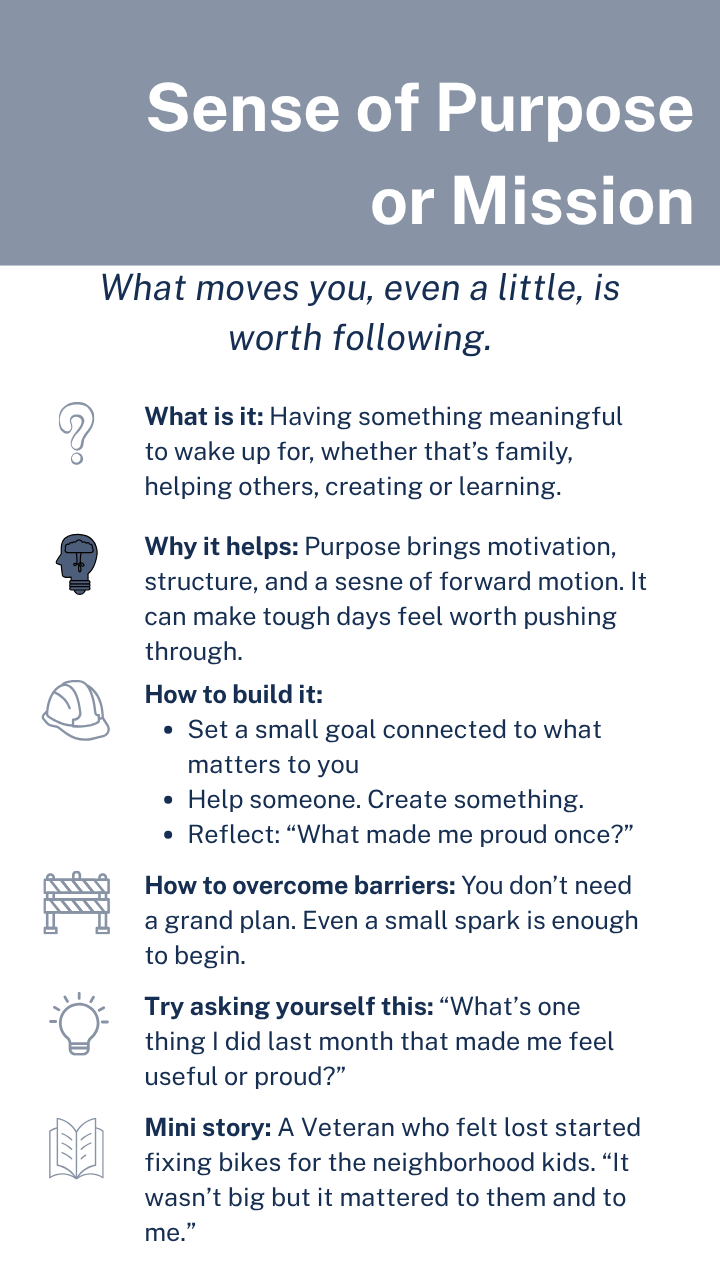 Sense of Purpose
or Mission
What moves you, even a little, is
worth following.
What is it: Having something meaningful
to wake up for, whether that’s family,
helping others, creating or learning.
Why it helps: Purpose brings motivation,
structure, and a sesne of forward motion. It
can make tough days feel worth pushing
through.
How to build it:
• Set a small goal connected to what
matters to you
• Help someone. Create something.
• Reflect: “What made me proud once?”
How to overcome barriers: You don’t need
a grand plan. Even a small spark is enough
to begin.
Try asking yourself this: “What’s one
thing I did last month that made me feel
useful or proud?”
Mini story: A Veteran who felt lost started
fixing bikes for the neighborhood kids. “It
wasn’t big but it mattered to them and to
me.”